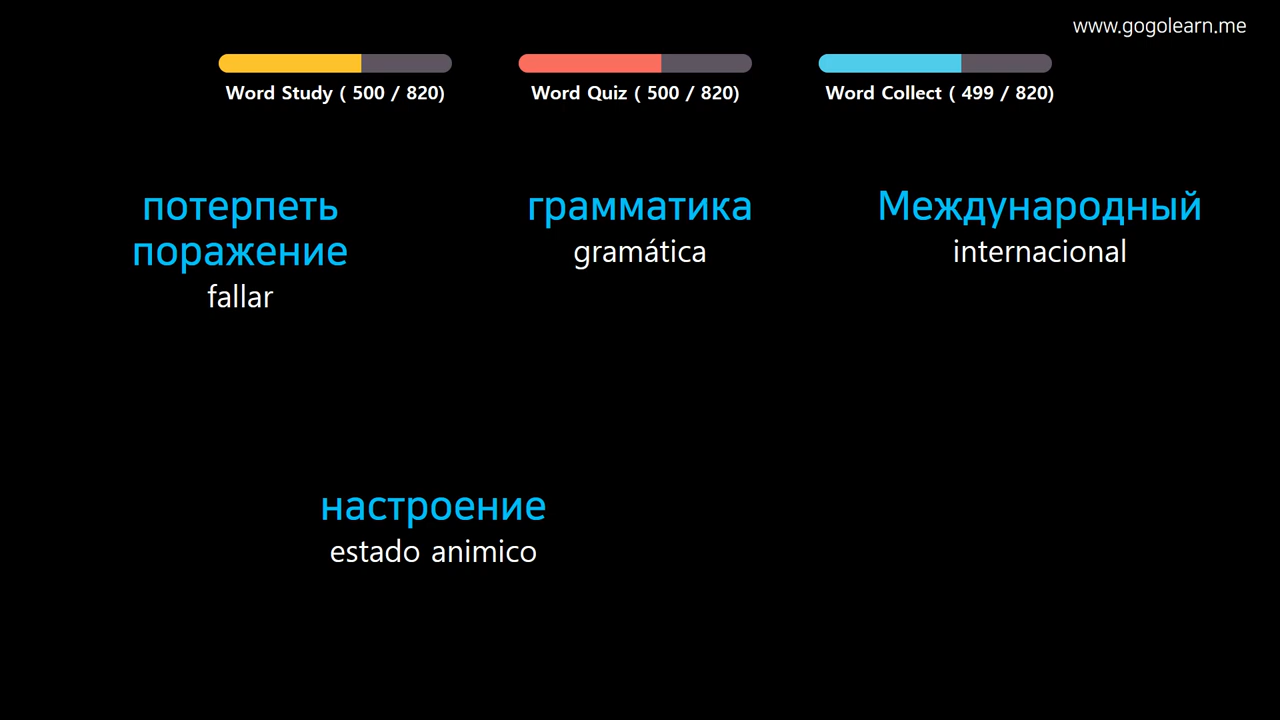 www.gogolearn.me
Word Study ( 500 / 820)
Word Quiz ( 500 / 820)
Word Collect ( 499 / 820)
потерпеть
поражение
fallar
грамматика
gramática
Международный
internacional
настроение
estado animico